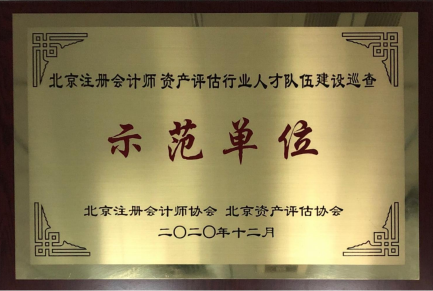 北京注册会计师 资产评估行业人才队伍建设巡查
示范单位
北京注册会计师协会 北京资产评估协会
二〇二〇年十二月